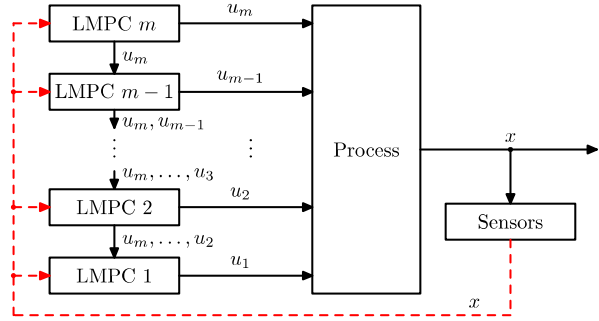 LMPC m
u_m
u_m
LMPC m − 1
u_{m−1}
u_m, u_{m−1}
⋮ ⋮
Process
x
u_m, …, u_3
LMPC 2
u_2
Sensors
u_m, …, u_2
LMPC 1
u_1
x